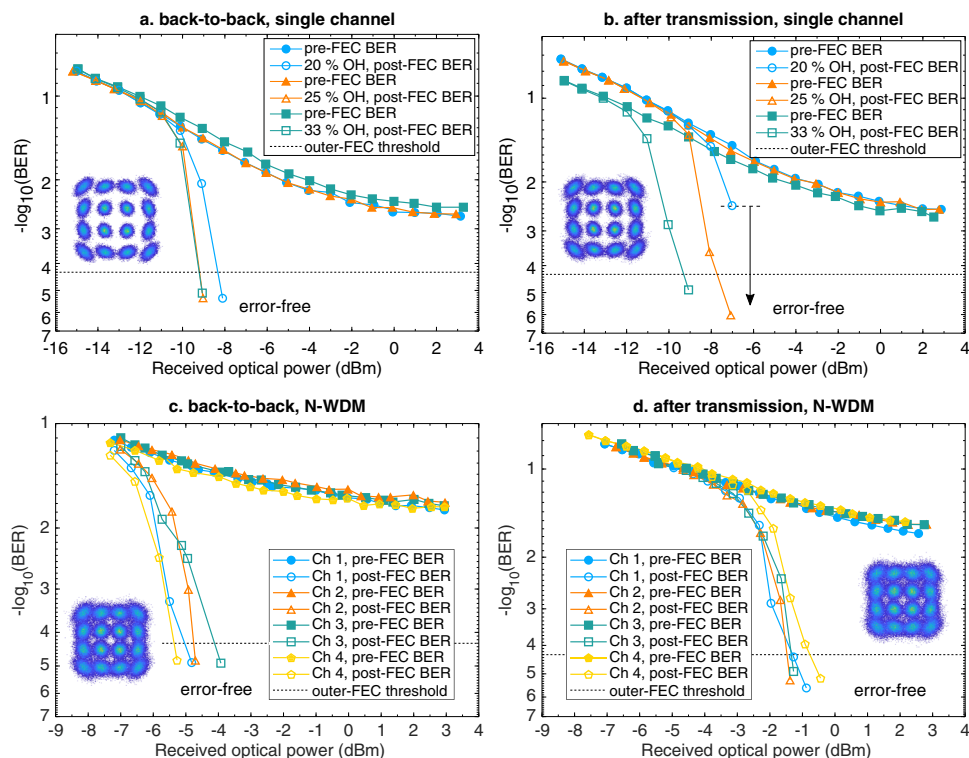 a. back-to-back, single channel
-log10(BER)
1
2
3
4
5
6
7
pre-FEC BER
20 % OH, post-FEC BER
pre-FEC BER
25 % OH, post-FEC BER
pre-FEC BER
33 % OH, post-FEC BER
outer-FEC threshold
error-free
-16 -14 -12 -10 -8 -6 -4 -2 0 2 4
Received optical power (dBm)
b. after transmission, single channel
-log10(BER)
1
2
3
4
5
6
7
pre-FEC BER
20 % OH, post-FEC BER
pre-FEC BER
25 % OH, post-FEC BER
pre-FEC BER
33 % OH, post-FEC BER
outer-FEC threshold
error-free
-16 -14 -12 -10 -8 -6 -4 -2 0 2 4
Received optical power (dBm)
c. back-to-back, N-WDM
-log10(BER)
1
2
3
4
5
6
7
Ch 1, pre-FEC BER
Ch 1, post-FEC BER
Ch 2, pre-FEC BER
Ch 2, post-FEC BER
Ch 3, pre-FEC BER
Ch 3, post-FEC BER
Ch 4, pre-FEC BER
Ch 4, post-FEC BER
outer-FEC threshold
error-free
-9 -8 -7 -6 -5 -4 -3 -2 -1 0 1 2 3 4
Received optical power (dBm)
d. after transmission, N-WDM
-log10(BER)
1
2
3
4
5
6
7
Ch 1, pre-FEC BER
Ch 1, post-FEC BER
Ch 2, pre-FEC BER
Ch 2, post-FEC BER
Ch 3, pre-FEC BER
Ch 3, post-FEC BER
Ch 4, pre-FEC BER
Ch 4, post-FEC BER
outer-FEC threshold
error-free
-9 -8 -7 -6 -5 -4 -3 -2 -1 0 1 2 3 4
Received optical power (dBm)